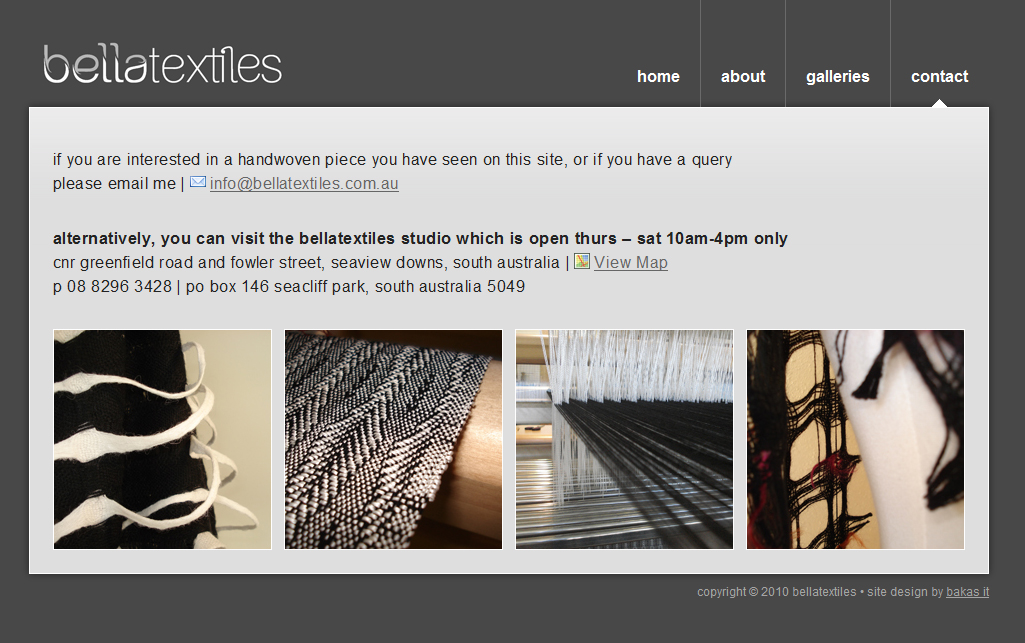 bellatextiles
home about galleries contact
if you are interested in a handwoven piece you have seen on this site, or if you have a query
please email me | info@bellatextiles.com.au
alternatively, you can visit the bellatextiles studio which is open thurs – sat 10am-4pm only
cnr greenfield road and fowler street, seaview downs, south australia | View Map
p 08 8296 3428 | po box 146 seacliff park, south australia 5049
copyright © 2010 bellatextiles • site design by bakas it